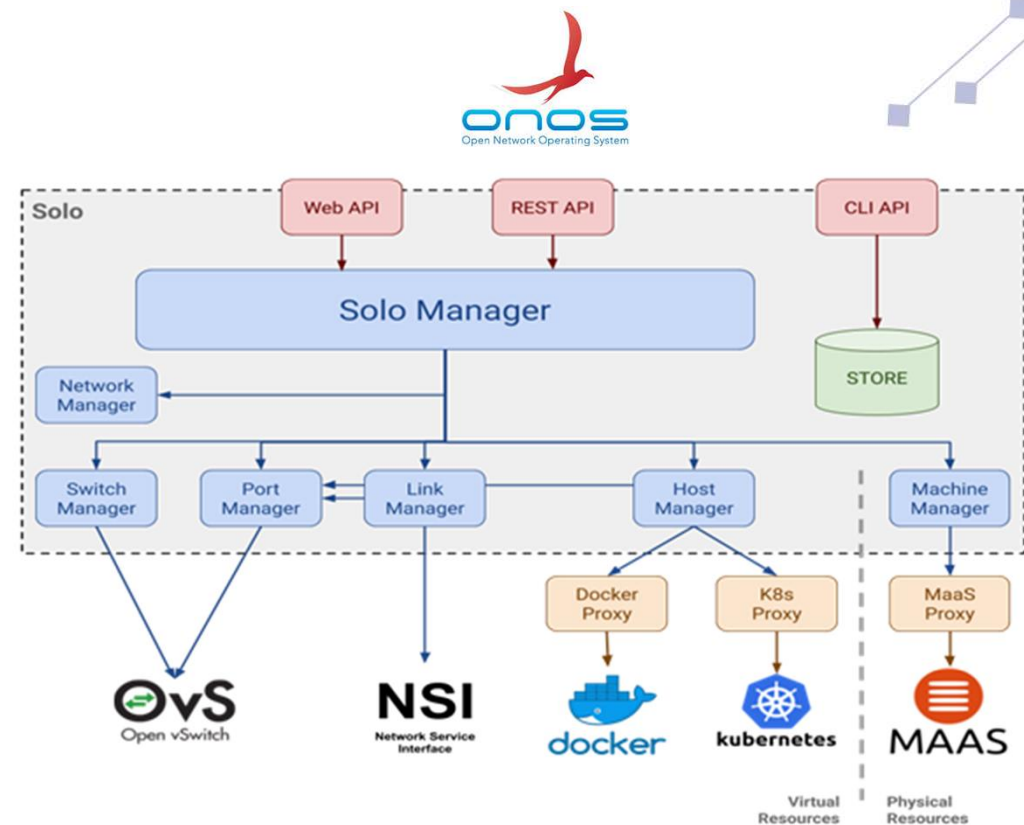 onos
Open Network Operating System
Solo
Web API
REST API
CLI API
Solo Manager
STORE
Network
Manager
Switch
Manager
Port
Manager
Link
Manager
Host
Manager
Machine
Manager
Docker
Proxy
K8s
Proxy
MaaS
Proxy
OvS
Open vSwitch
NSI
Network Service
Interface
docker
kubernetes
MAAS
Virtual
Resources
Physical
Resources